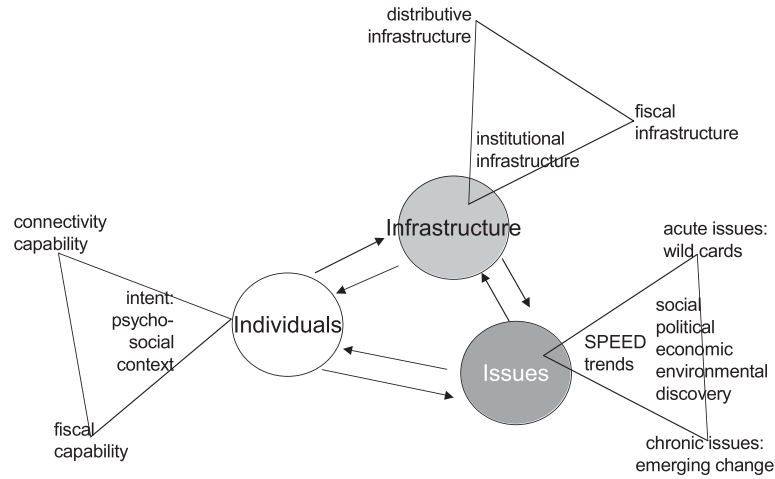 distributive
infrastructure
fiscal
infrastructure
institutional
infrastructure
Infrastructure
connectivity
capability
intent:
psycho-
social
context
fiscal
capability
Individuals
Issues
acute issues:
wild cards
SPEED
trends
social
political
economic
environmental
discovery
chronic issues:
emerging change